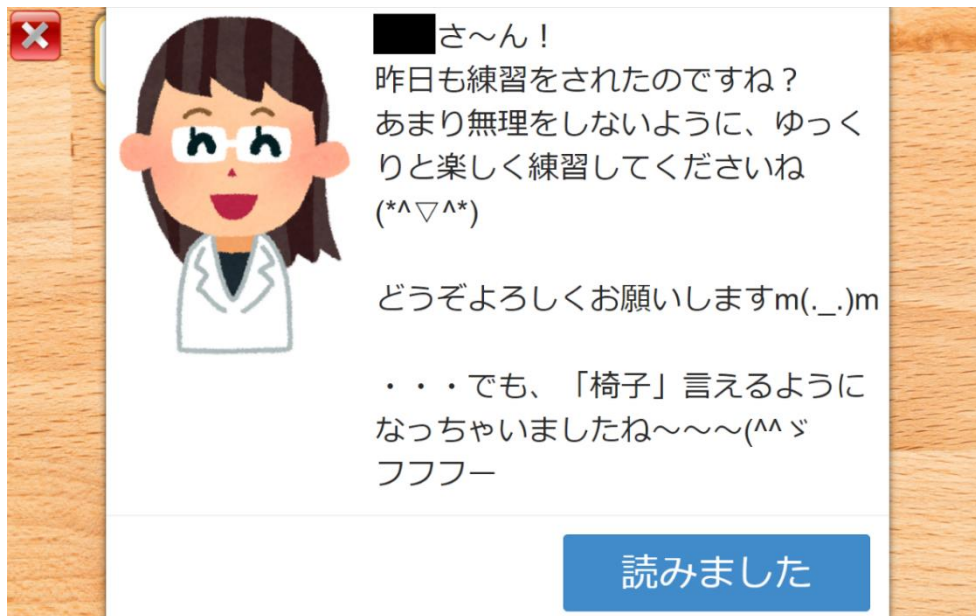 さ～ん！
昨日も練習をされたのですね？
あまり無理をしないように、ゆっく
りと楽しく練習してくださいね
(*^▽^*)
どうぞよろしくお願いしますm(._.)m
・・・でも、「椅子」言えるように
なっちゃいましたね～～～(^^ゞ
フフフー
読みました